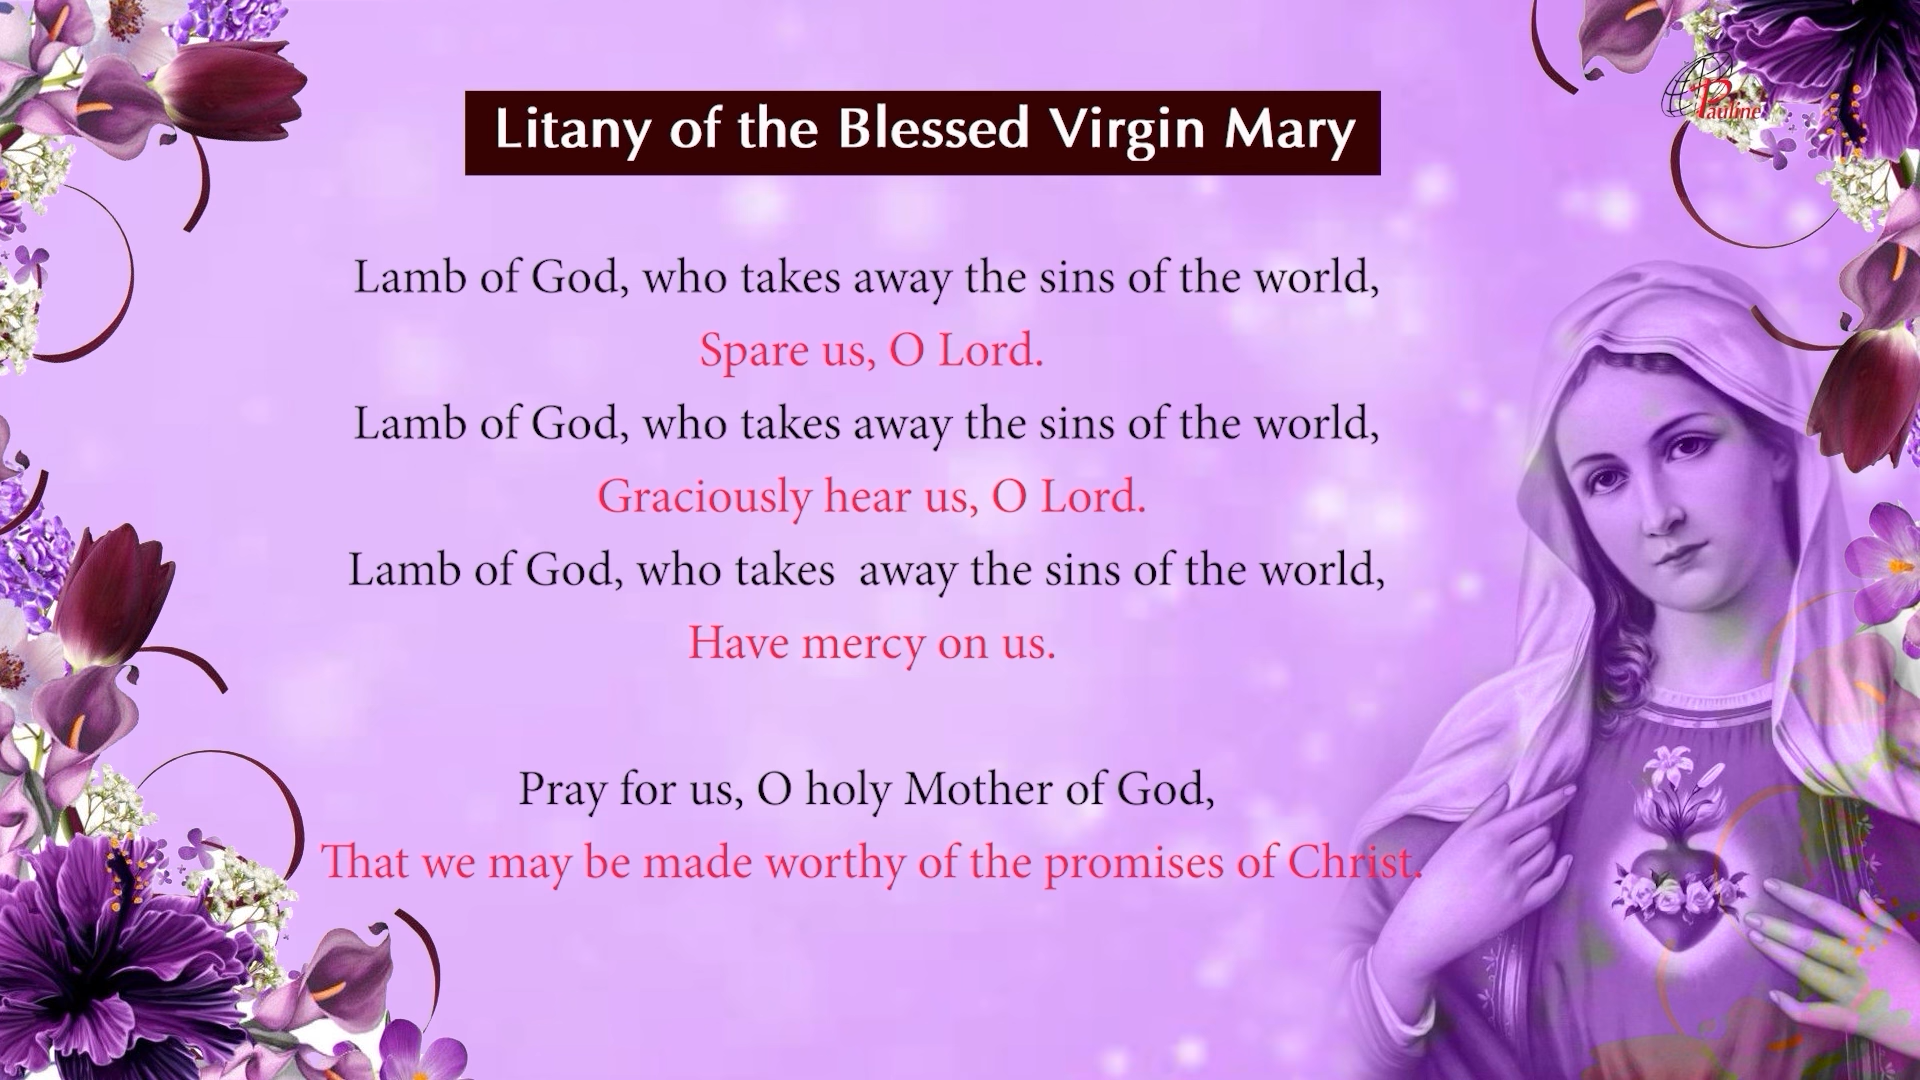 Pauline
Litany of the Blessed Virgin Mary
Lamb of God, who takes away the sins of the world,
Spare us, O Lord.
Lamb of God, who takes away the sins of the world,
Graciously hear us, O Lord.
Lamb of God, who takes  away the sins of the world,
Have mercy on us.
Pray for us, O holy Mother of God,
That we may be made worthy of the promises of Christ.